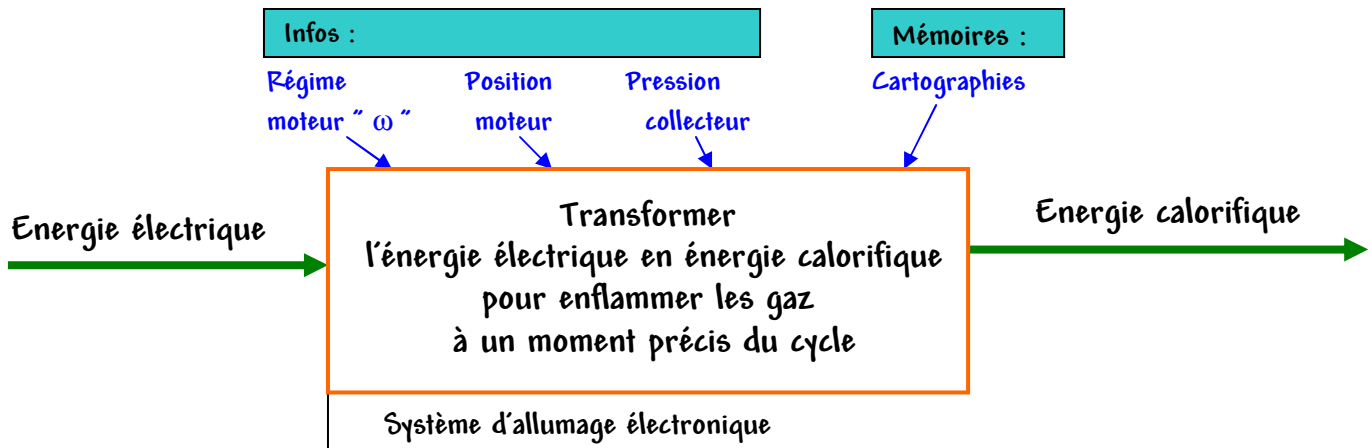 Infos :
Mémoires :
Régime
moteur " ω "
Position
moteur
Pression
collecteur
Cartographies
Energie électrique
Transformer
l'énergie électrique en énergie calorifique
pour enflammer les gaz
à un moment précis du cycle
Energie calorifique
Système d'allumage électronique